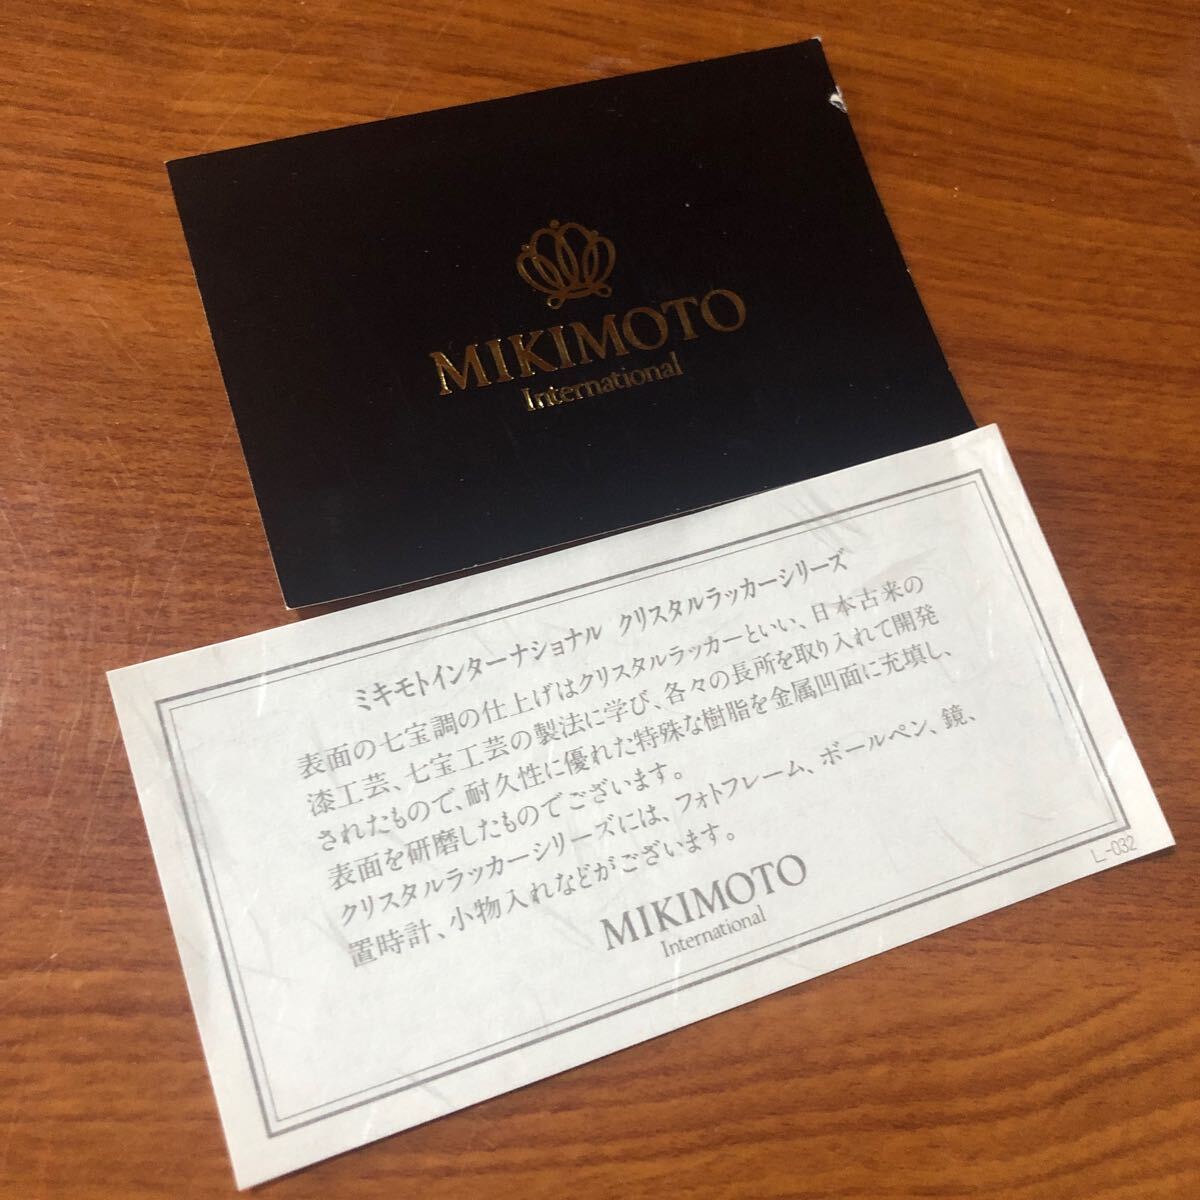 MIKIMOTO
International
ミキモトインターナショナル クリスタルラッカーシリーズ
表面の七宝調の仕上げはクリスタルラッカーといい、日本古来の
漆工芸、七宝工芸の製法に学び、各々の長所を取り入れて開発
されたもので、耐久性に優れた特殊な樹脂を金属凹面に充填し、
表面を研磨したものでございます。
クリスタルラッカーシリーズには、フォトフレーム、ボールペン、鏡、
置時計、小物入れなどがございます。
MIKIMOTO
International
L-032